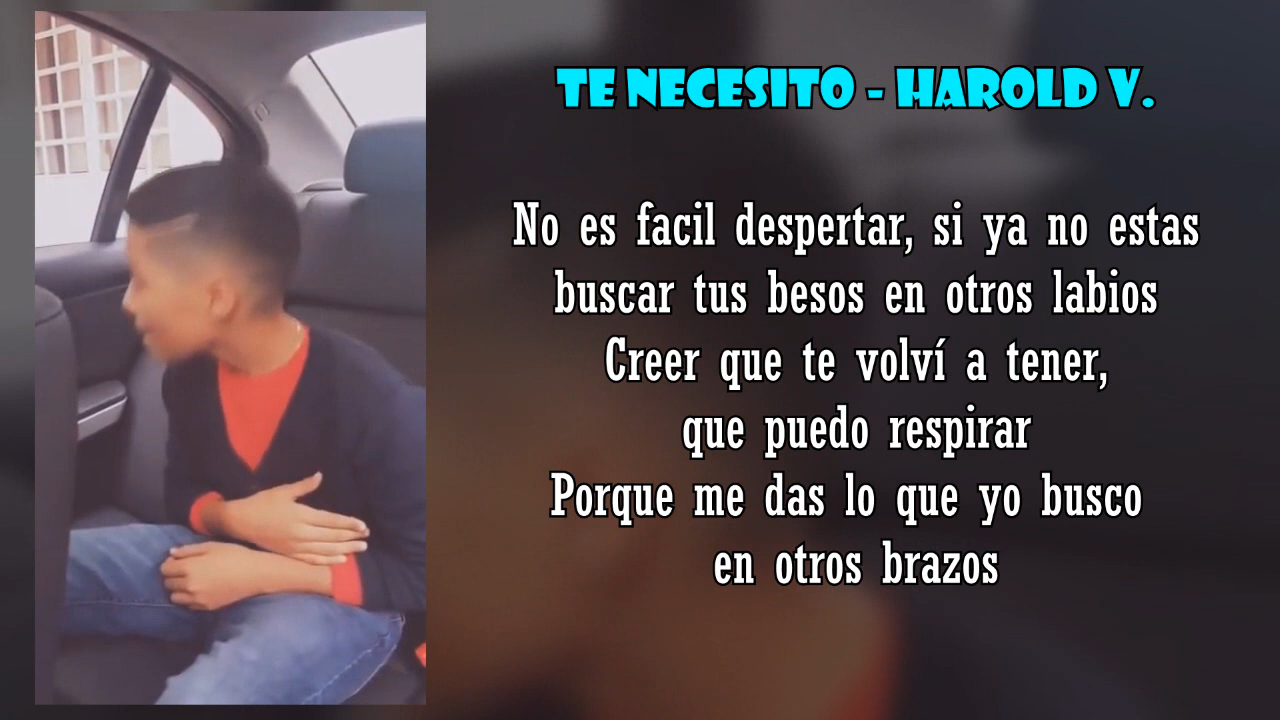 TE NECESITO - HAROLD V.
No es facil despertar, si ya no estas
buscar tus besos en otros labios
Creer que te volví a tener,
que puedo respirar
Porque me das lo que yo busco
en otros brazos